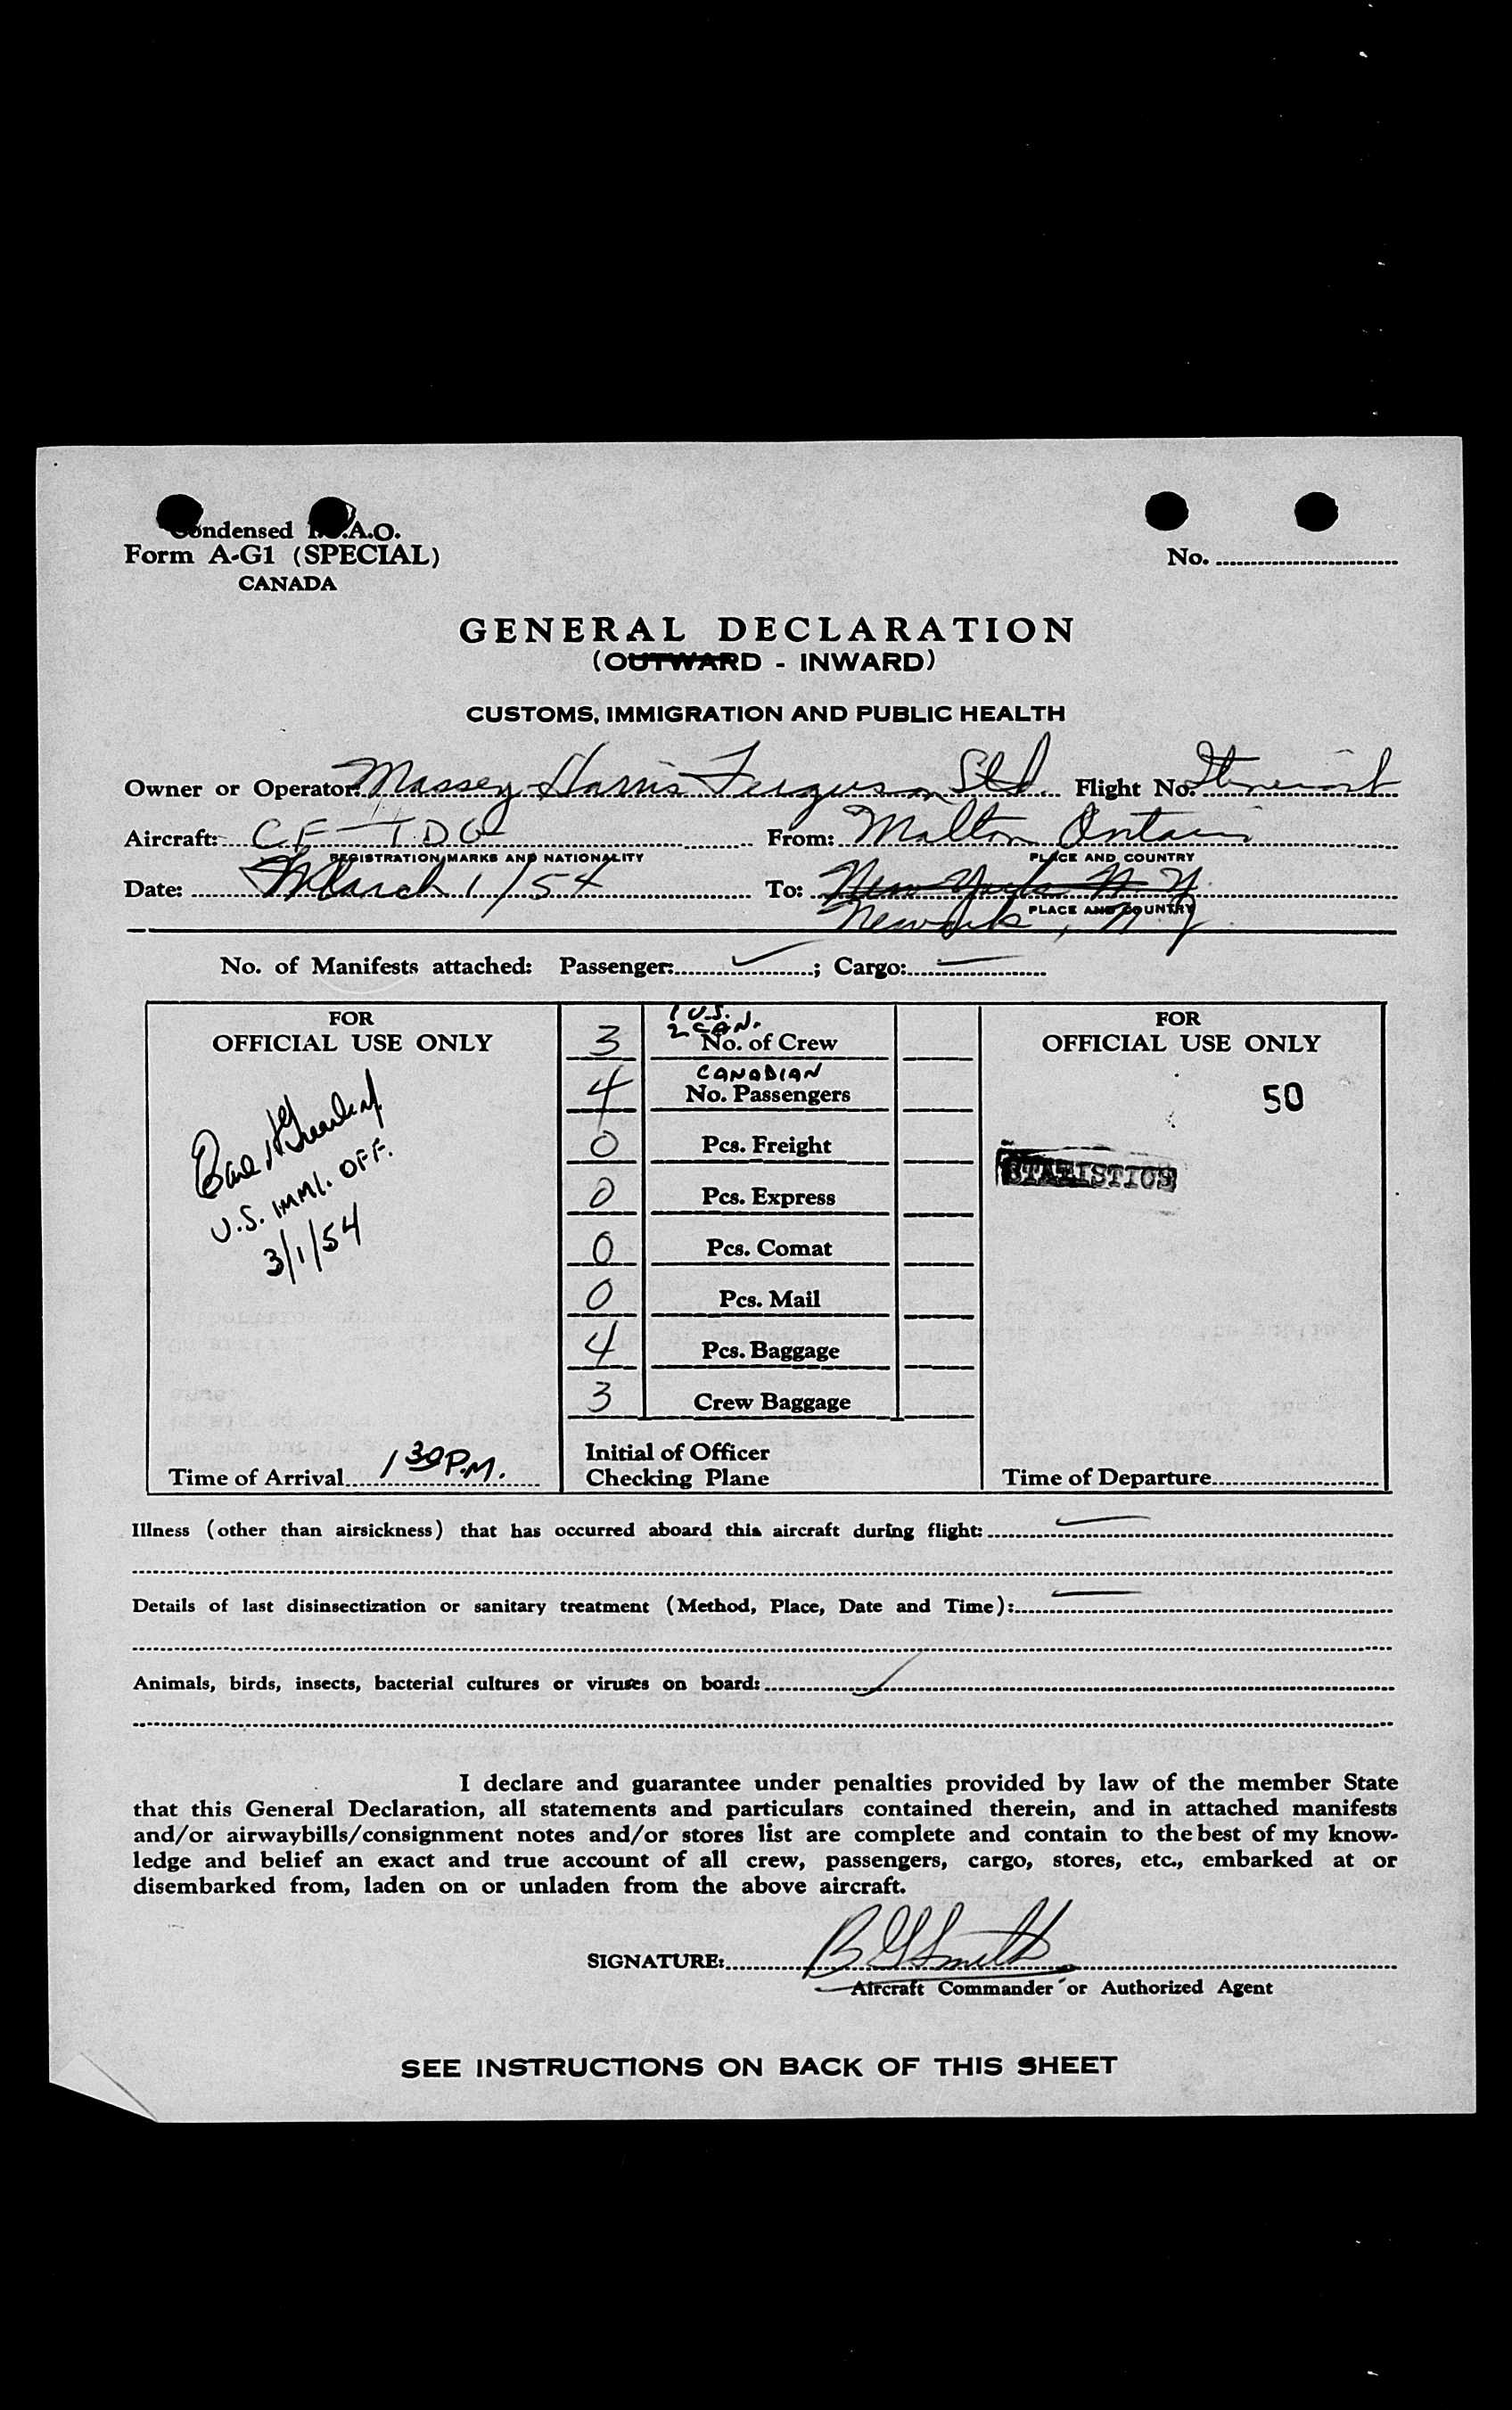 Condensed I.C.A.O.
Form A-G1 (SPECIAL)
CANADA
No.
GENERAL DECLARATION
(OUTWARD - INWARD)
CUSTOMS, IMMIGRATION AND PUBLIC HEALTH
Owner or Operator: Massey Harris Ferguson Ltd. Flight No. Itinerant
Aircraft: CF-TDG From: Malton Ontario
REGISTRATION MARKS AND NATIONALITY PLACE AND COUNTRY
Date: March 1/54 To: New York N.Y.
PLACE AND COUNTRY
Newark, N J
No. of Manifests attached: Passenger: ; Cargo:
FOR
OFFICIAL USE ONLY
U.S. IMMI. OFF.
3/1/54
Time of Arrival 1 30 P.M.
1 U.S.
2 CAN.
3 No. of Crew
CANADIAN
4 No. Passengers
0 Pcs. Freight
0 Pcs. Express
0 Pcs. Comat
0 Pcs. Mail
4 Pcs. Baggage
3 Crew Baggage
Initial of Officer
Checking Plane
FOR
OFFICIAL USE ONLY
50
STATISTICS
Time of Departure
Illness (other than airsickness) that has occurred aboard this aircraft during flight:
Details of last disinsectization or sanitary treatment (Method, Place, Date and Time):
Animals, birds, insects, bacterial cultures or viruses on board:
I declare and guarantee under penalties provided by law of the member State
that this General Declaration, all statements and particulars contained therein, and in attached manifests
and/or airwaybills/consignment notes and/or stores list are complete and contain to the best of my know-
ledge and belief an exact and true account of all crew, passengers, cargo, stores, etc., embarked at or
disembarked from, laden on or unladen from the above aircraft.
SIGNATURE: B G Smith
Aircraft Commander or Authorized Agent
SEE INSTRUCTIONS ON BACK OF THIS SHEET